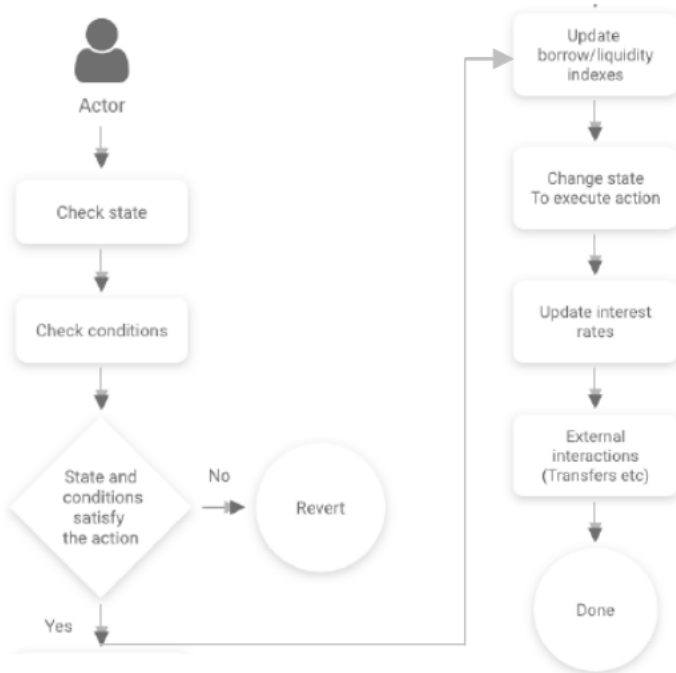 Actor
Check state
Check conditions
State and
conditions
satisfy
the action
No
Revert
Yes
Update
borrow/liquidity
indexes
Change state
To execute action
Update interest
rates
External
interactions
(Transfers etc)
Done